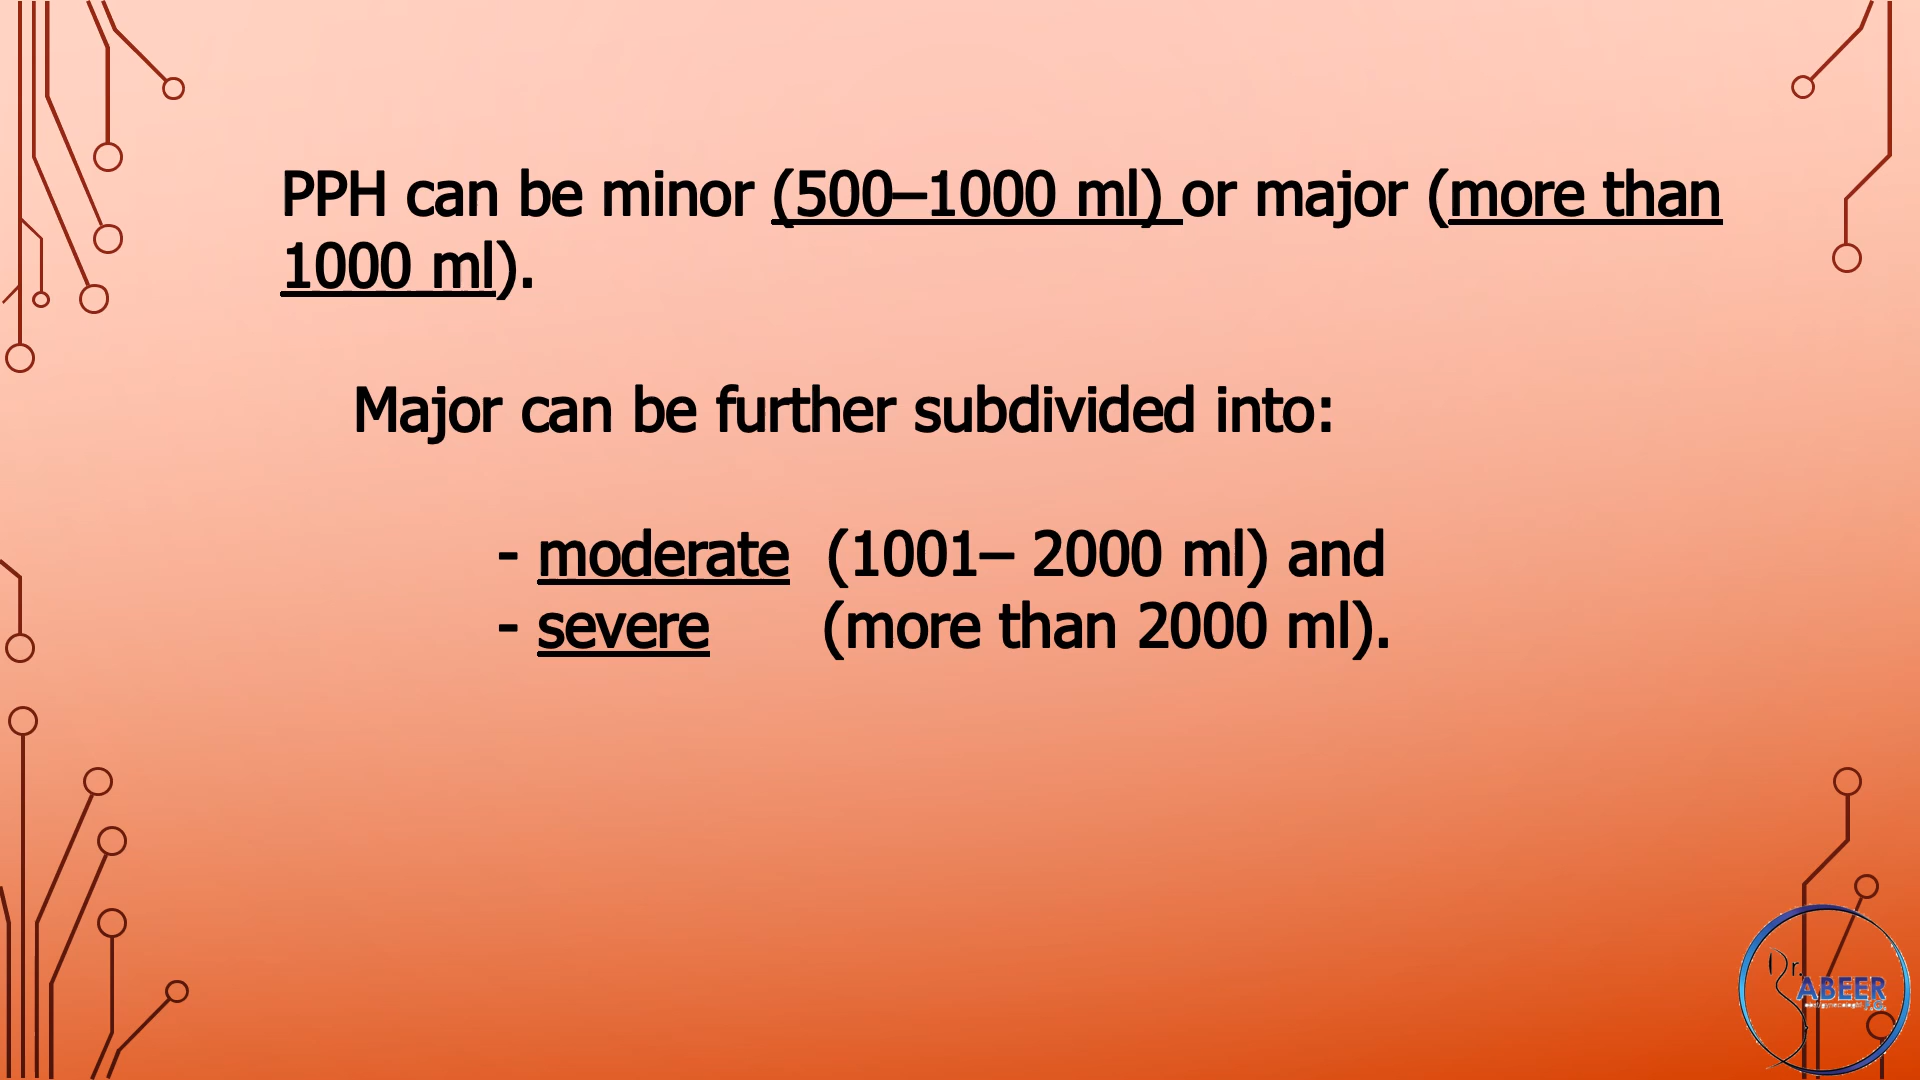 PPH can be minor (500–1000 ml) or major (more than
1000 ml).
Major can be further subdivided into:
- moderate (1001– 2000 ml) and
- severe (more than 2000 ml).
Dr.
ABEER
F.G.